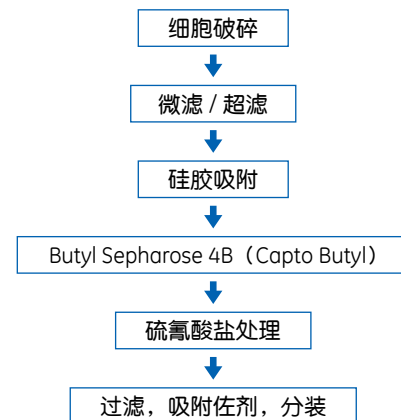 细胞破碎
微滤 / 超滤
硅胶吸附
Butyl Sepharose 4B（Capto Butyl）
硫氰酸盐处理
过滤，吸附佐剂，分装